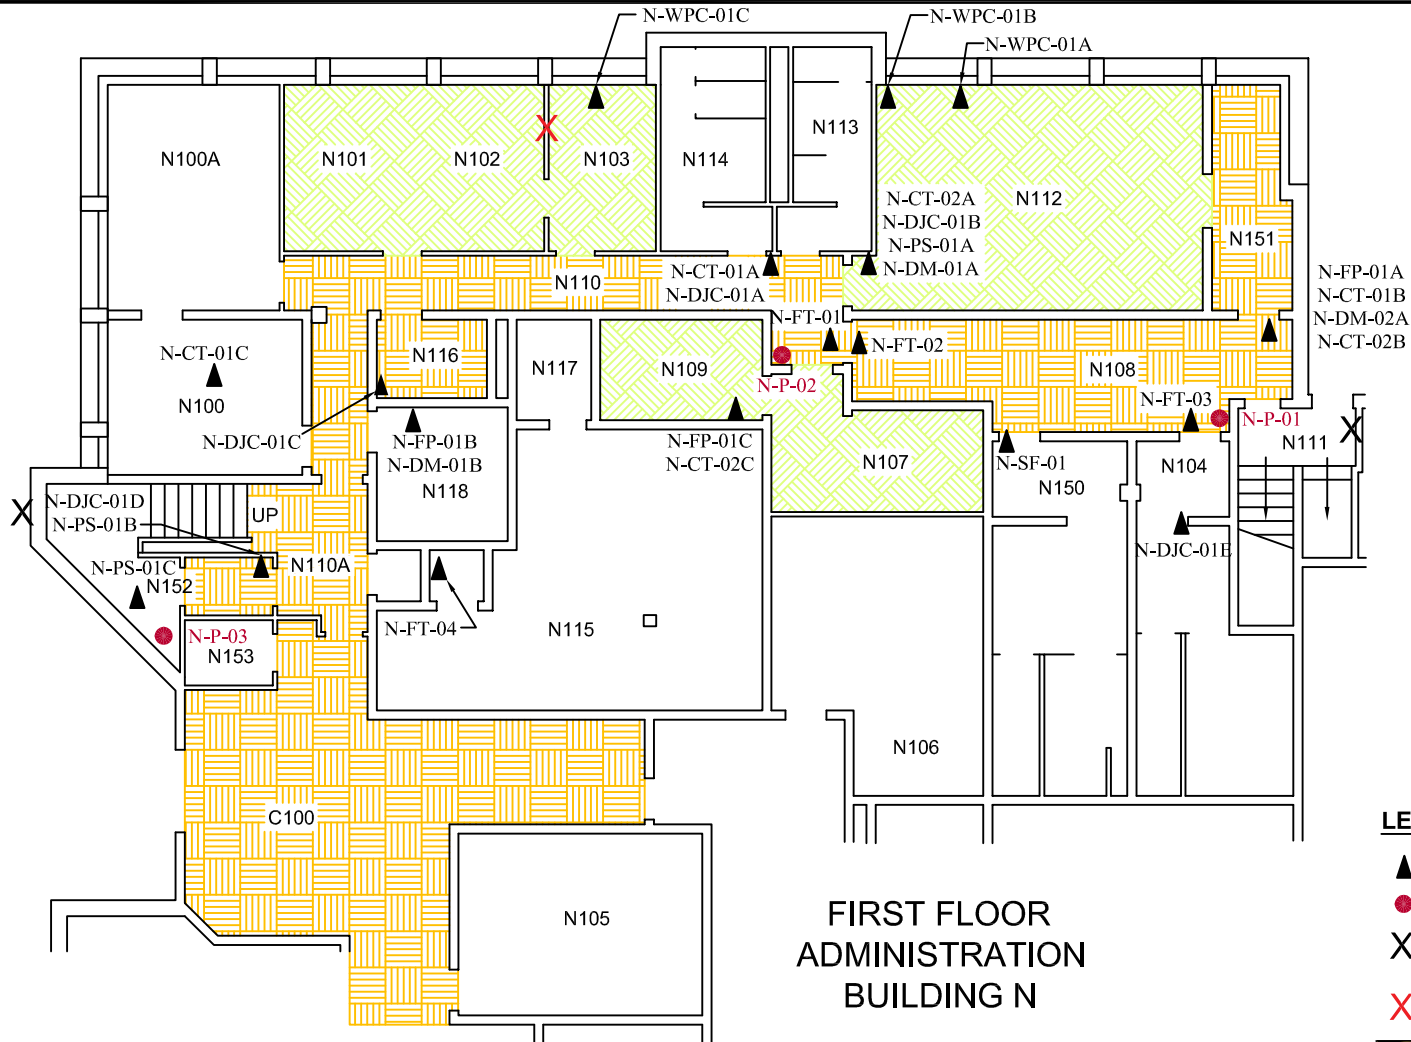 N-WPC-01C
N-WPC-01B
N-WPC-01A
N100A
N101
N102
N103
N114
N113
N112
N-CT-02A
N-DJC-01B
N-PS-01A
N-DM-01A
N151
N110
N-CT-01A
N-DJC-01A
N-FP-01A
N-CT-01B
N-DM-02A
N-CT-02B
N-FT-01
N-FT-02
N-CT-01C
N100
N116
N117
N109
N-P-02
N108
N-FT-03
N-P-01
N111
N-DJC-01C
N-FP-01B
N-DM-01B
N118
N-FP-01C
N-CT-02C
N107
N-SF-01
N150
N104
N-DJC-01E
N-DJC-01D
N-PS-01B
UP
N110A
N-PS-01C
N152
N-P-03
N153
N-FT-04
N115
N106
C100
N105
LE
X
X
X
X
X
FIRST FLOOR
ADMINISTRATION
BUILDING N